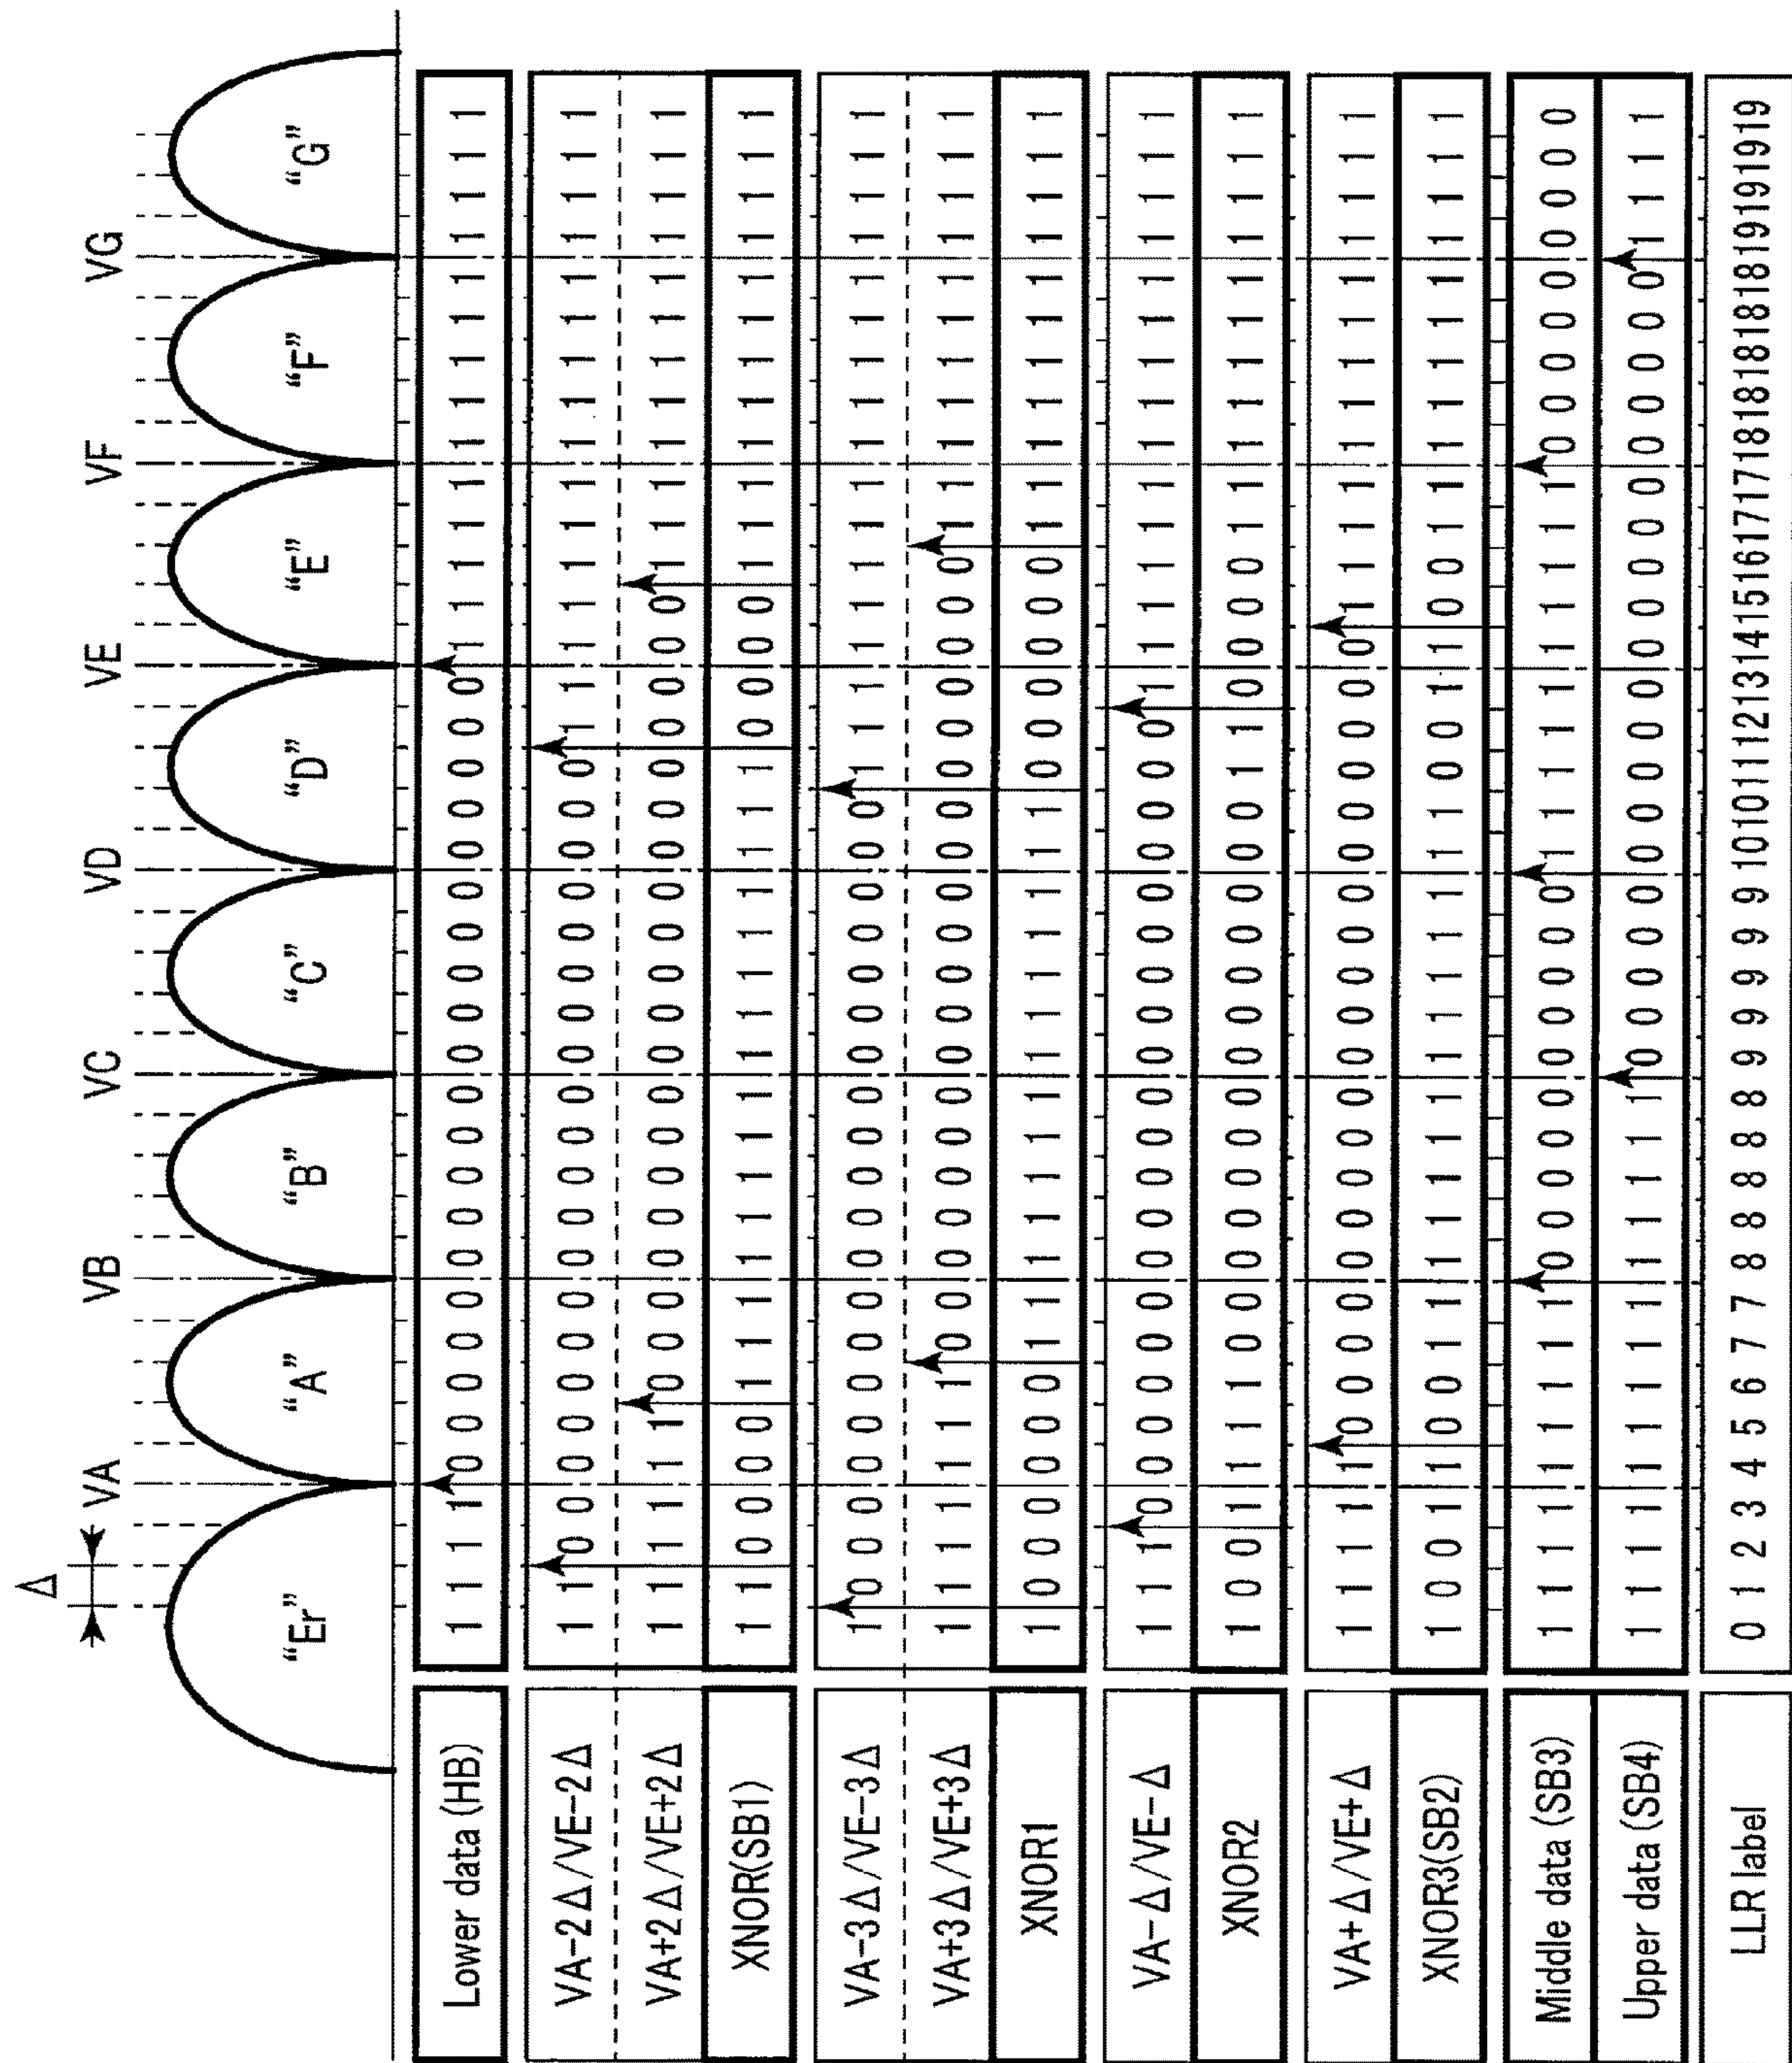 Δ
VA VB VC VD VE VF VG
“Er” “A” “B” “C” “D” “E” “F” “G”
Lower data (HB) 1 1 1 1 0 0 0 0 0 0 0 0 0 0 0 0 0 0 0 0 0 0 0 0 1 1 1 1 1 1 1 1 1 1 1 1 1 1
VA-2Δ/VE-2Δ 1 1 0 0 0 0 0 0 0 0 0 0 0 0 0 0 0 0 0 0 0 0 1 1 1 1 1 1 1 1 1 1 1 1 1 1 1 1
VA+2Δ/VE+2Δ 1 1 1 1 1 1 0 0 0 0 0 0 0 0 0 0 0 0 0 0 0 0 0 0 0 0 1 1 1 1 1 1 1 1 1 1 1 1
XNOR(SB1) 1 1 0 0 0 0 1 1 1 1 1 1 1 1 1 1 1 1 1 1 1 1 0 0 0 0 1 1 1 1 1 1 1 1 1 1 1 1
VA-3Δ/VE-3Δ 1 0 0 0 0 0 0 0 0 0 0 0 0 0 0 0 0 0 0 0 0 1 1 1 1 1 1 1 1 1 1 1 1 1 1 1 1 1
VA+3Δ/VE+3Δ 1 1 1 1 1 1 1 0 0 0 0 0 0 0 0 0 0 0 0 0 0 0 0 0 0 0 0 1 1 1 1 1 1 1 1 1 1 1
XNOR1 1 0 0 0 0 0 0 1 1 1 1 1 1 1 1 1 1 1 1 1 1 0 0 0 0 0 0 1 1 1 1 1 1 1 1 1 1 1
VA-Δ/VE-Δ 1 1 1 0 0 0 0 0 0 0 0 0 0 0 0 0 0 0 0 0 0 0 0 1 1 1 1 1 1 1 1 1 1 1 1 1 1 1
XNOR2 1 0 0 1 1 1 1 0 0 0 0 0 0 0 0 0 0 0 0 0 0 1 1 0 0 0 0 1 1 1 1 1 1 1 1 1 1 1
VA+Δ/VE+Δ 1 1 1 1 1 0 0 0 0 0 0 0 0 0 0 0 0 0 0 0 0 0 0 0 0 1 1 1 1 1 1 1 1 1 1 1 1 1
XNOR3(SB2) 1 0 0 1 1 0 0 1 1 1 1 1 1 1 1 1 1 1 1 1 1 0 0 1 1 0 0 1 1 1 1 1 1 1 1 1 1 1
Middle data (SB3) 1 1 1 1 1 1 1 1 1 0 0 0 0 0 0 0 0 0 0 1 1 1 1 1 1 1 1 1 1 0 0 0 0 0 0 0 0 0
Upper data (SB4) 1 1 1 1 1 1 1 1 1 1 1 1 1 1 0 0 0 0 0 0 0 0 0 0 0 0 0 0 0 0 0 0 0 0 1 1 1 1
LLR label 0 1 2 3 4 5 6 7 7 8 8 8 8 8 9 9 9 9 9 10 10 11 12 13 14 15 16 17 17 18 18 18 18 18 19 19 19 19